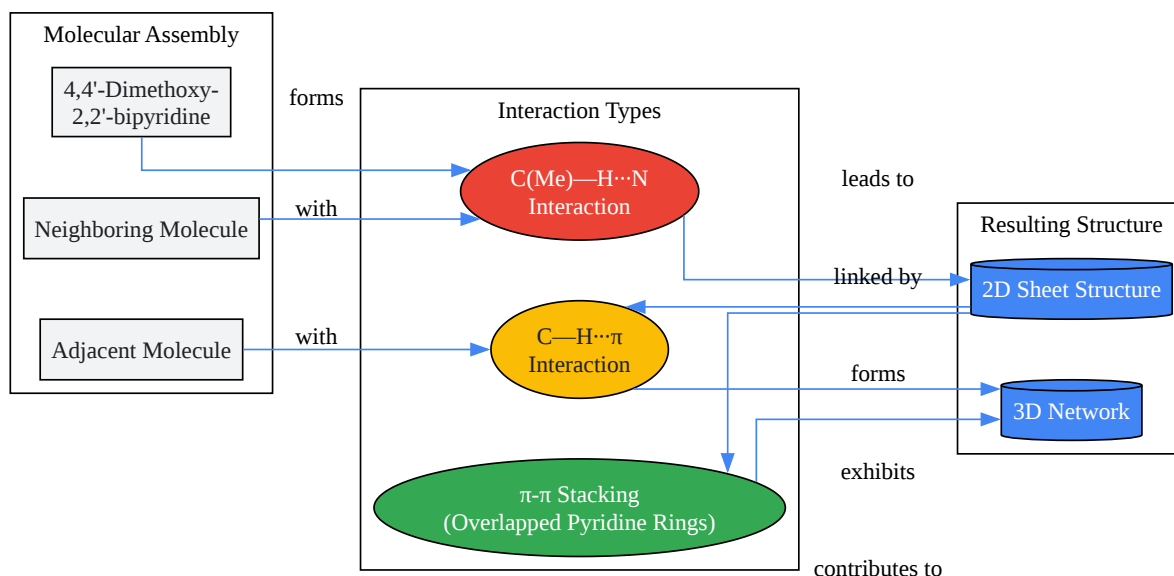 Molecular Assembly
4,4'-Dimethoxy-
2,2'-bipyridine
Neighboring Molecule
Adjacent Molecule
forms
with
with
Interaction Types
C(Me)—H···N
Interaction
C—H···π
Interaction
π-π Stacking
(Overlapped Pyridine Rings)
leads to
linked by
forms
exhibits
contributes to
Resulting Structure
2D Sheet Structure
3D Network